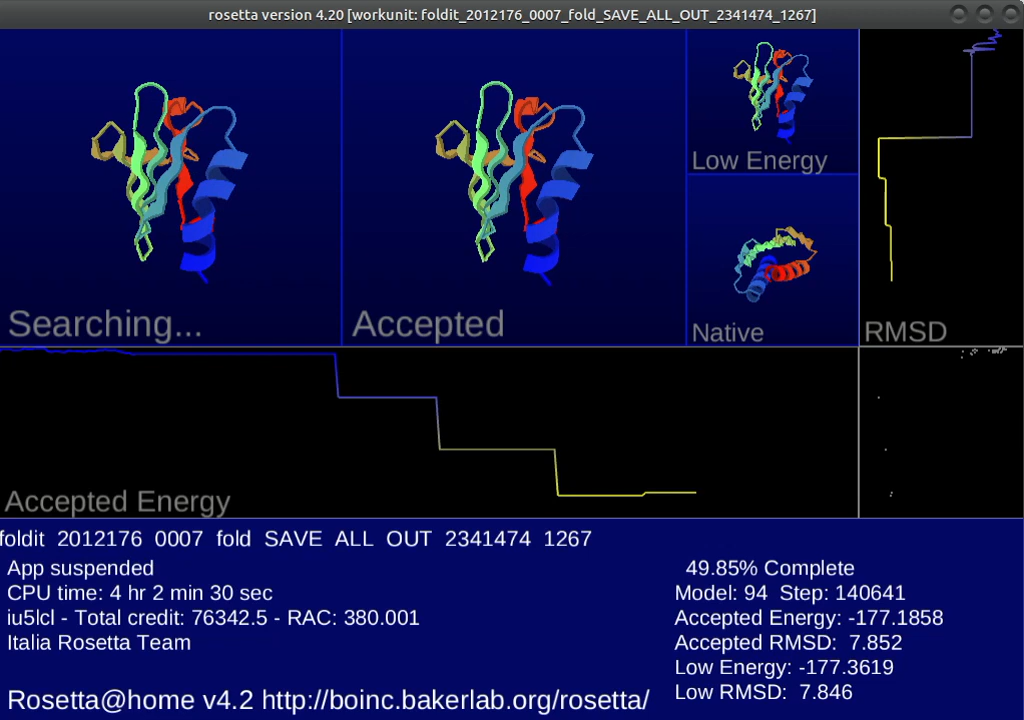 rosetta version 4.20 [workunit: foldit_2012176_0007_fold_SAVE_ALL_OUT_2341474_1267]
Searching...
Accepted
Low Energy
Native
RMSD
Accepted Energy
foldit 2012176 0007 fold SAVE ALL OUT 2341474 1267
App suspended
CPU time: 4 hr 2 min 30 sec
iu5lcl - Total credit: 76342.5 - RAC: 380.001
Italia Rosetta Team
Rosetta@home v4.2 http://boinc.bakerlab.org/rosetta/
49.85% Complete
Model: 94 Step: 140641
Accepted Energy: -177.1858
Accepted RMSD: 7.852
Low Energy: -177.3619
Low RMSD: 7.846